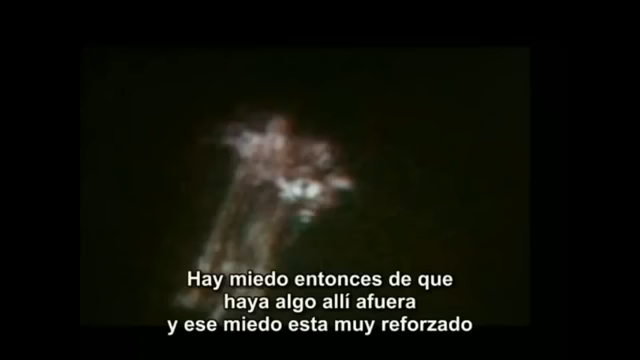 Hay miedo entonces de que
haya algo allí afuera
y ese miedo esta muy reforzado